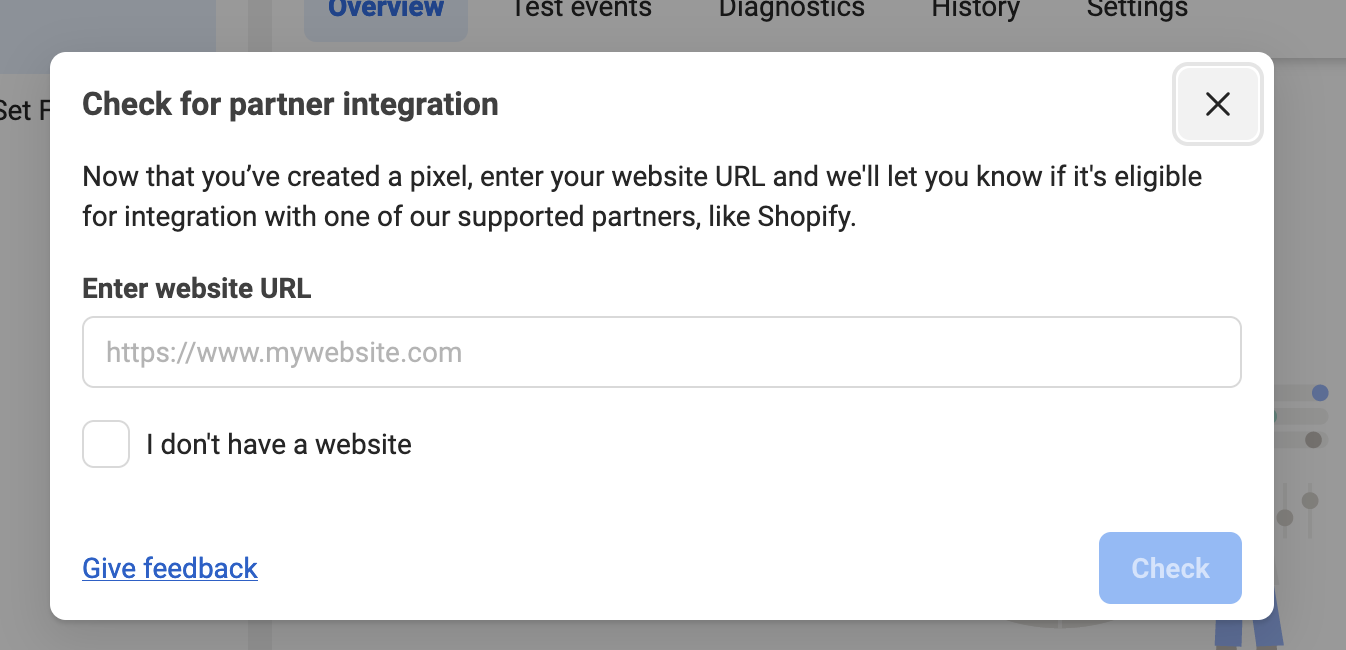 Overview Test events Diagnostics History Settings
Set F
Check for partner integration
Now that you’ve created a pixel, enter your website URL and we'll let you know if it's eligible
for integration with one of our supported partners, like Shopify.
Enter website URL
https://www.mywebsite.com
I don't have a website
Give feedback
Check